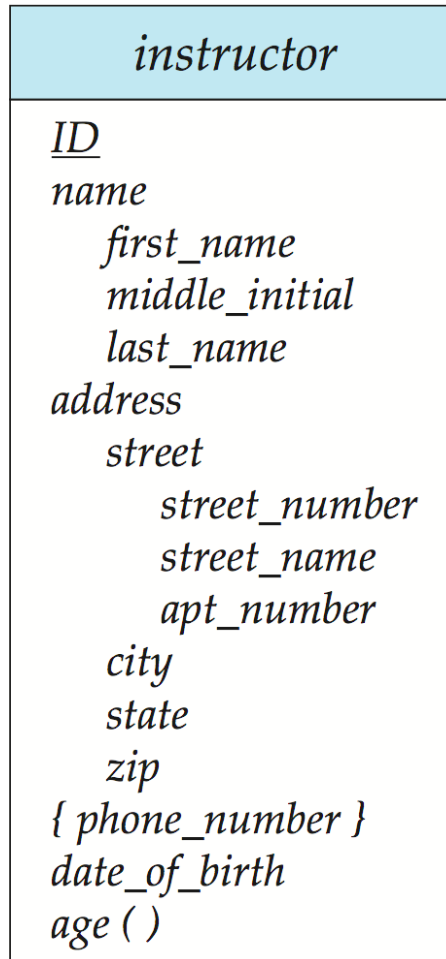 instructor
ID
name
first_name
middle_initial
last_name
address
street
street_number
street_name
apt_number
city
state
zip
{ phone_number }
date_of_birth
age ( )